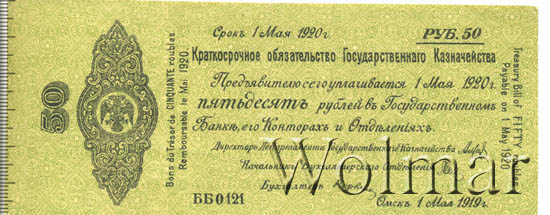 Срокъ 1 Мая 1920г.
РУБ. 50
Краткосрочное обязательство Государственнаго Казначейства
Предъявителю сего уплачивается 1 Мая 1920г.
пятьдесятъ рублей въ Государственномъ
Банкѣ, его Конторахъ и Отдѣленіяхъ.
Директоръ Департамента Государственнаго Казначейства
Начальникъ Бухгалтерскаго Отдѣленія
Бухгалтеръ
ББ0121
Омскъ 1 Мая 1919г.
50
Bons du Trésor de CINQUANTE roubles
Remboursable le 1 Mai 1920
Treasury Bill of FIFTY
Payable on 1 May 1920
Wolmar